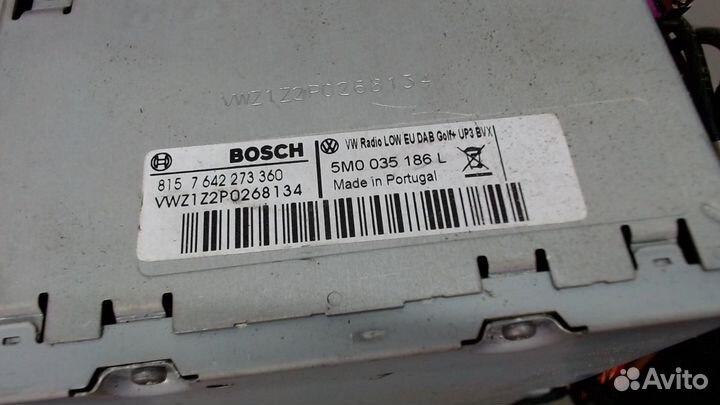 VWZ1Z2P0268134
BOSCH
VW Radio LOW EU DAB Golf+ UP3 BVX
815 7 642 273 360
5M0 035 186 L
VWZ1Z2P0268134
Made in Portugal
Avito